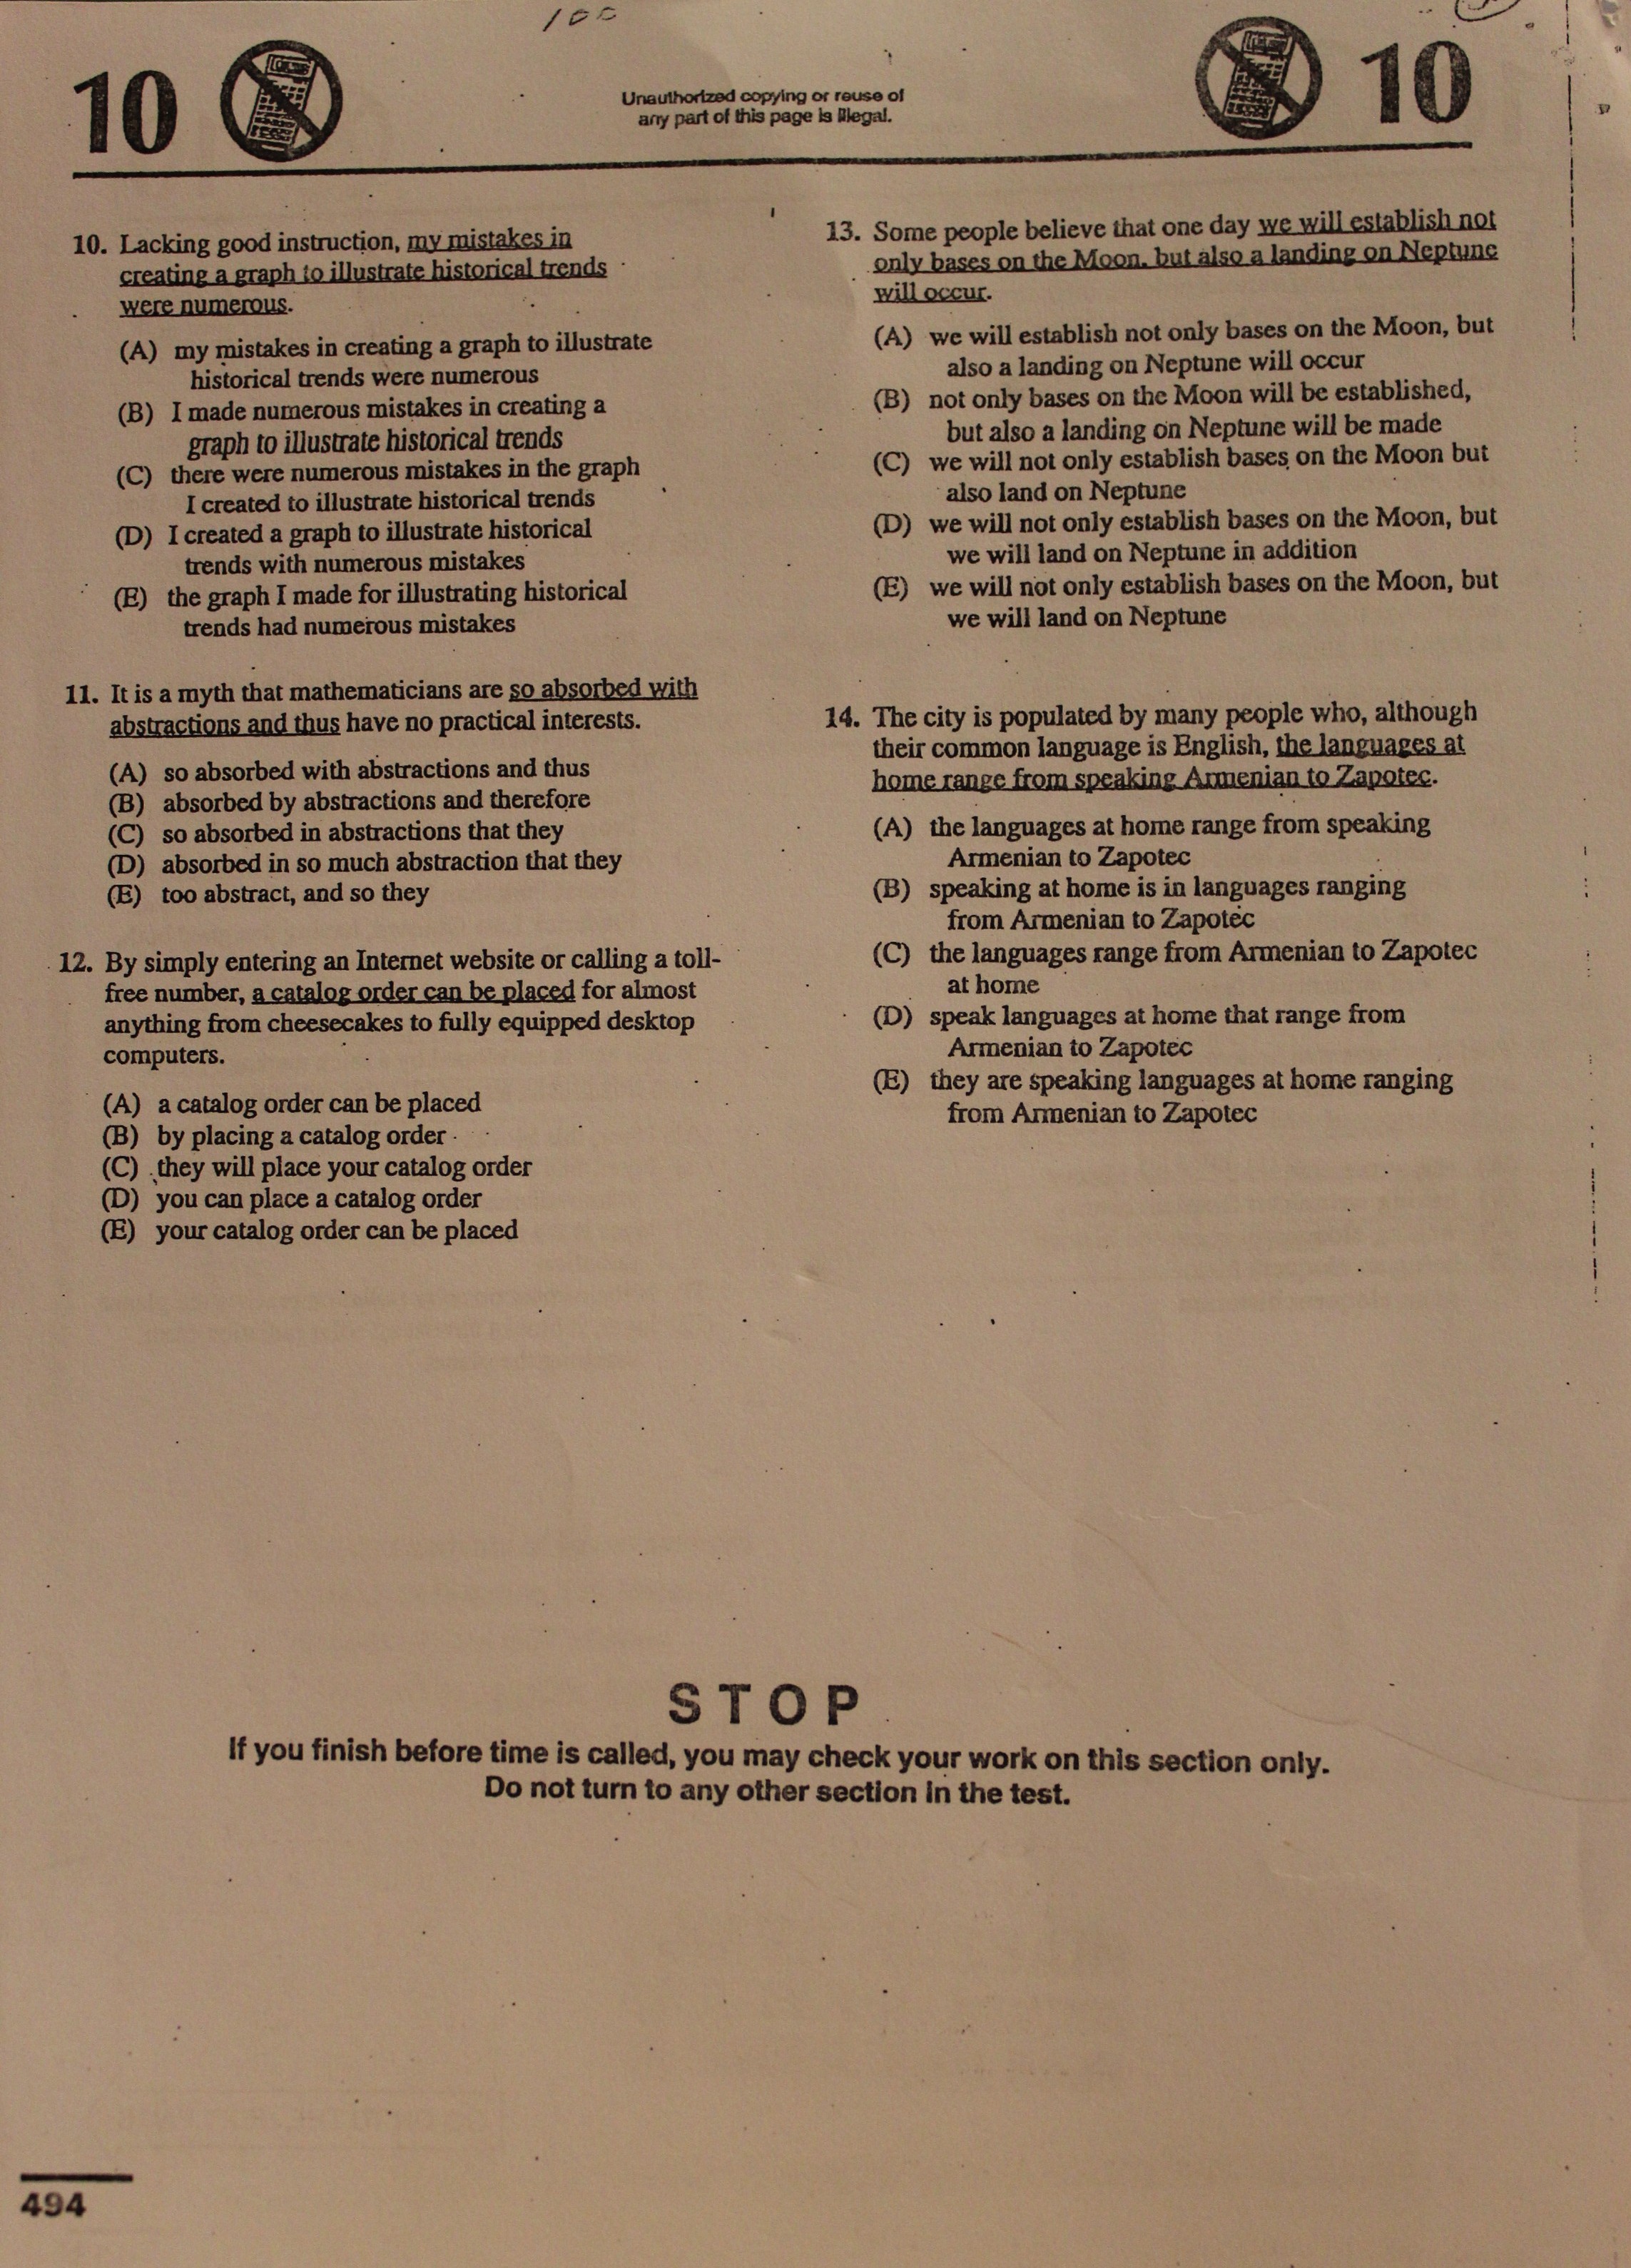 100
10
Unauthorized copying or reuse of
any part of this page is illegal.
10
10. Lacking good instruction, my mistakes in
creating a graph to illustrate historical trends
were numerous.
(A) my mistakes in creating a graph to illustrate
historical trends were numerous
(B) I made numerous mistakes in creating a
graph to illustrate historical trends
(C) there were numerous mistakes in the graph
I created to illustrate historical trends
(D) I created a graph to illustrate historical
trends with numerous mistakes
(E) the graph I made for illustrating historical
trends had numerous mistakes
11. It is a myth that mathematicians are so absorbed with
abstractions and thus have no practical interests.
(A) so absorbed with abstractions and thus
(B) absorbed by abstractions and therefore
(C) so absorbed in abstractions that they
(D) absorbed in so much abstraction that they
(E) too abstract, and so they
12. By simply entering an Internet website or calling a toll-
free number, a catalog order can be placed for almost
anything from cheesecakes to fully equipped desktop
computers.
(A) a catalog order can be placed
(B) by placing a catalog order
(C) they will place your catalog order
(D) you can place a catalog order
(E) your catalog order can be placed
13. Some people believe that one day we will establish not
only bases on the Moon, but also a landing on Neptune
will occur.
(A) we will establish not only bases on the Moon, but
also a landing on Neptune will occur
(B) not only bases on the Moon will be established,
but also a landing on Neptune will be made
(C) we will not only establish bases on the Moon but
also land on Neptune
(D) we will not only establish bases on the Moon, but
we will land on Neptune in addition
(E) we will not only establish bases on the Moon, but
we will land on Neptune
14. The city is populated by many people who, although
their common language is English, the languages at
home range from speaking Armenian to Zapotec.
(A) the languages at home range from speaking
Armenian to Zapotec
(B) speaking at home is in languages ranging
from Armenian to Zapotec
(C) the languages range from Armenian to Zapotec
at home
(D) speak languages at home that range from
Armenian to Zapotec
(E) they are speaking languages at home ranging
from Armenian to Zapotec
STOP
If you finish before time is called, you may check your work on this section only.
Do not turn to any other section in the test.
494